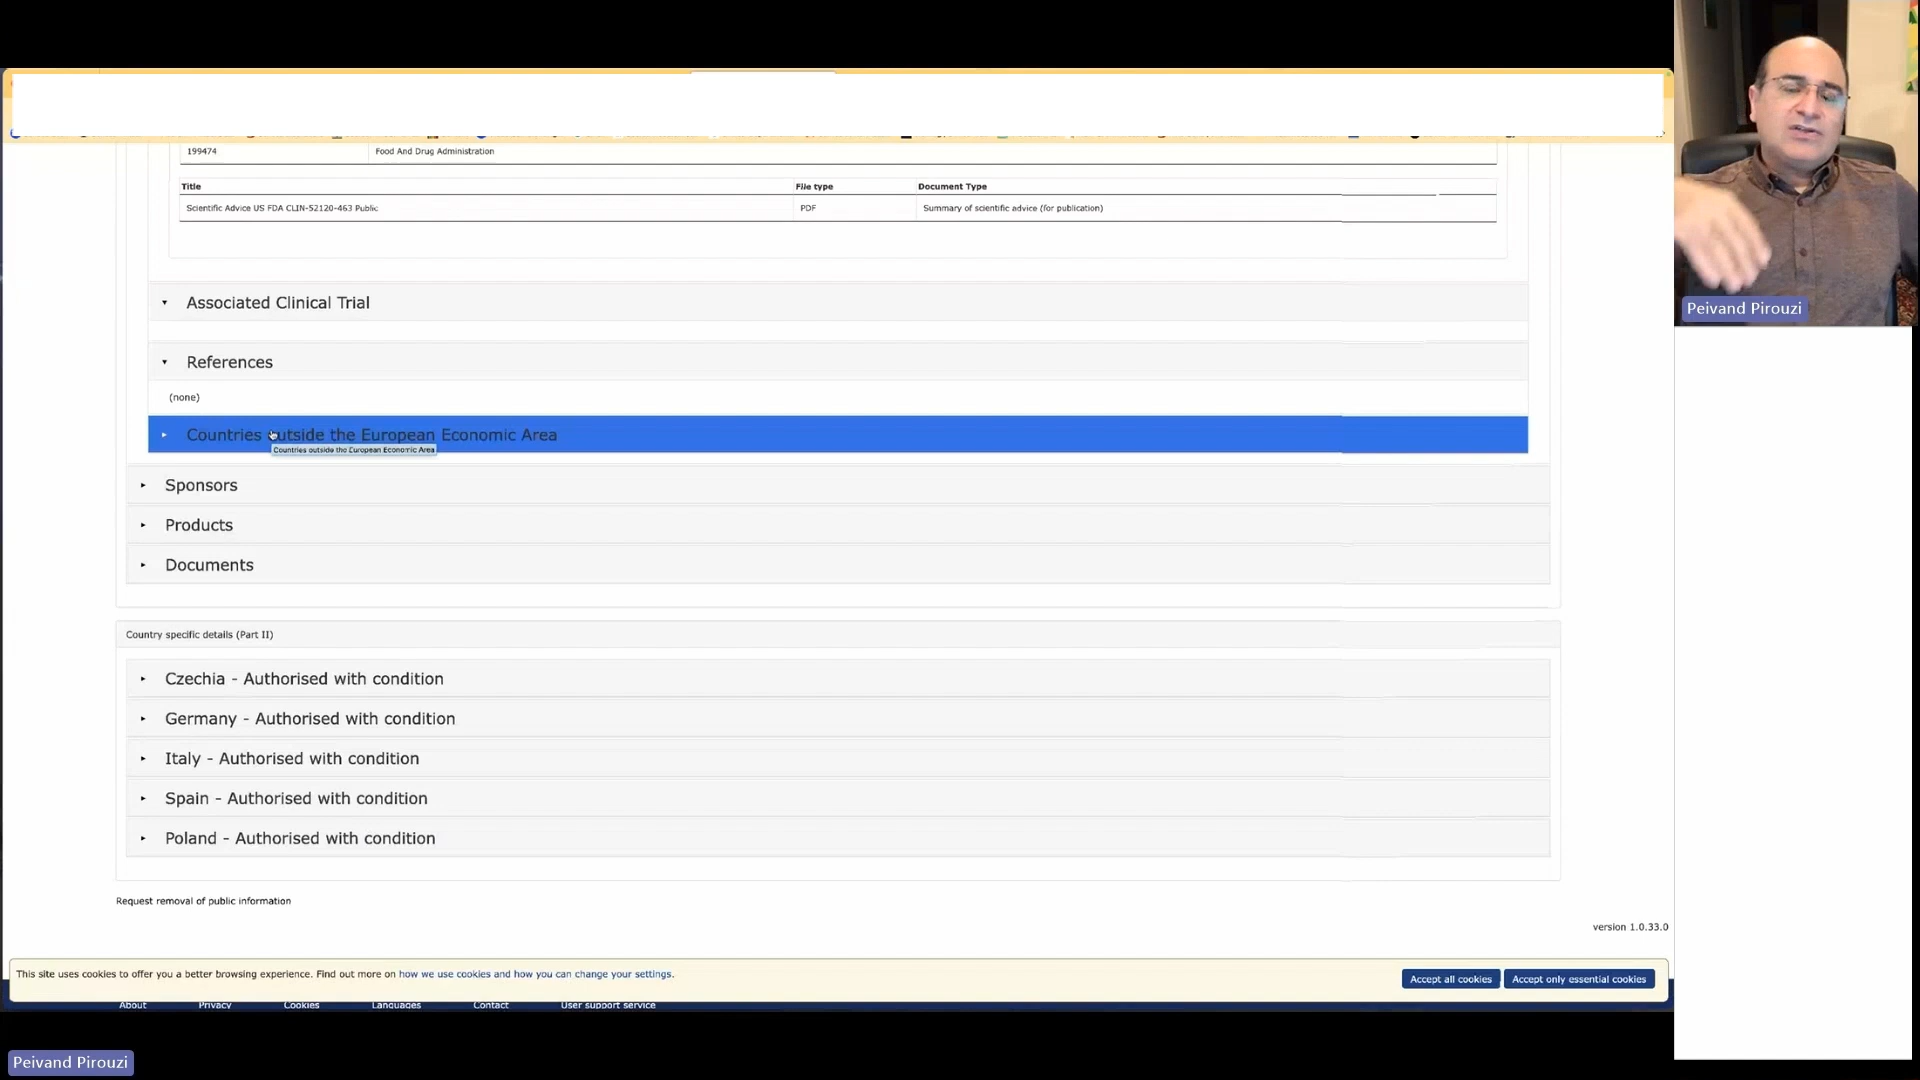 199474 Food And Drug Administration
Title File type Document Type
Scientific Advice US FDA CLIN-52120-463 Public PDF Summary of scientific advice (for publication)
Associated Clinical Trial
References
(none)
Countries outside the European Economic Area
Countries outside the European Economic Area
Sponsors
Products
Documents
Country specific details (Part II)
Czechia - Authorised with condition
Germany - Authorised with condition
Italy - Authorised with condition
Spain - Authorised with condition
Poland - Authorised with condition
Request removal of public information
version 1.0.33.0
This site uses cookies to offer you a better browsing experience. Find out more on how we use cookies and how you can change your settings.
Accept all cookies Accept only essential cookies
About Privacy Cookies Languages Contact User support service
Peivand Pirouzi
Peivand Pirouzi